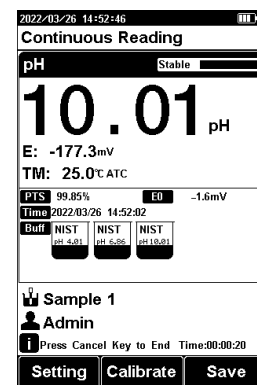 2022/03/26 14:52:46
Continuous Reading
pH Stable
10.01 pH
E: -177.3mV
TM: 25.0℃ ATC
PTS 99.85% E0 -1.6mV
Time 2022/03/26 14:52:02
Buff NIST NIST NIST
pH 4.01 pH 6.86 pH 10.01
Sample 1
Admin
i Press Cancel Key to End Time:00:00:20
Setting Calibrate Save